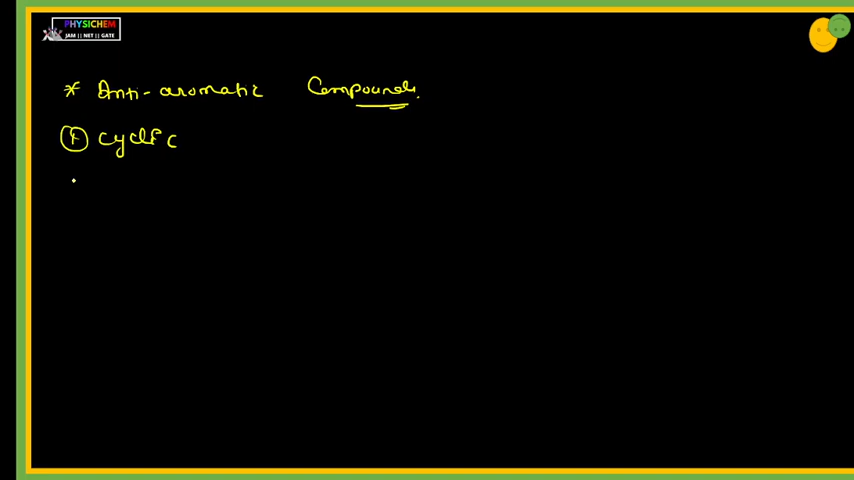 PHYSICHEM
JAM || NET || GATE
* Anti-aromatic Compounds.
① Cyclic